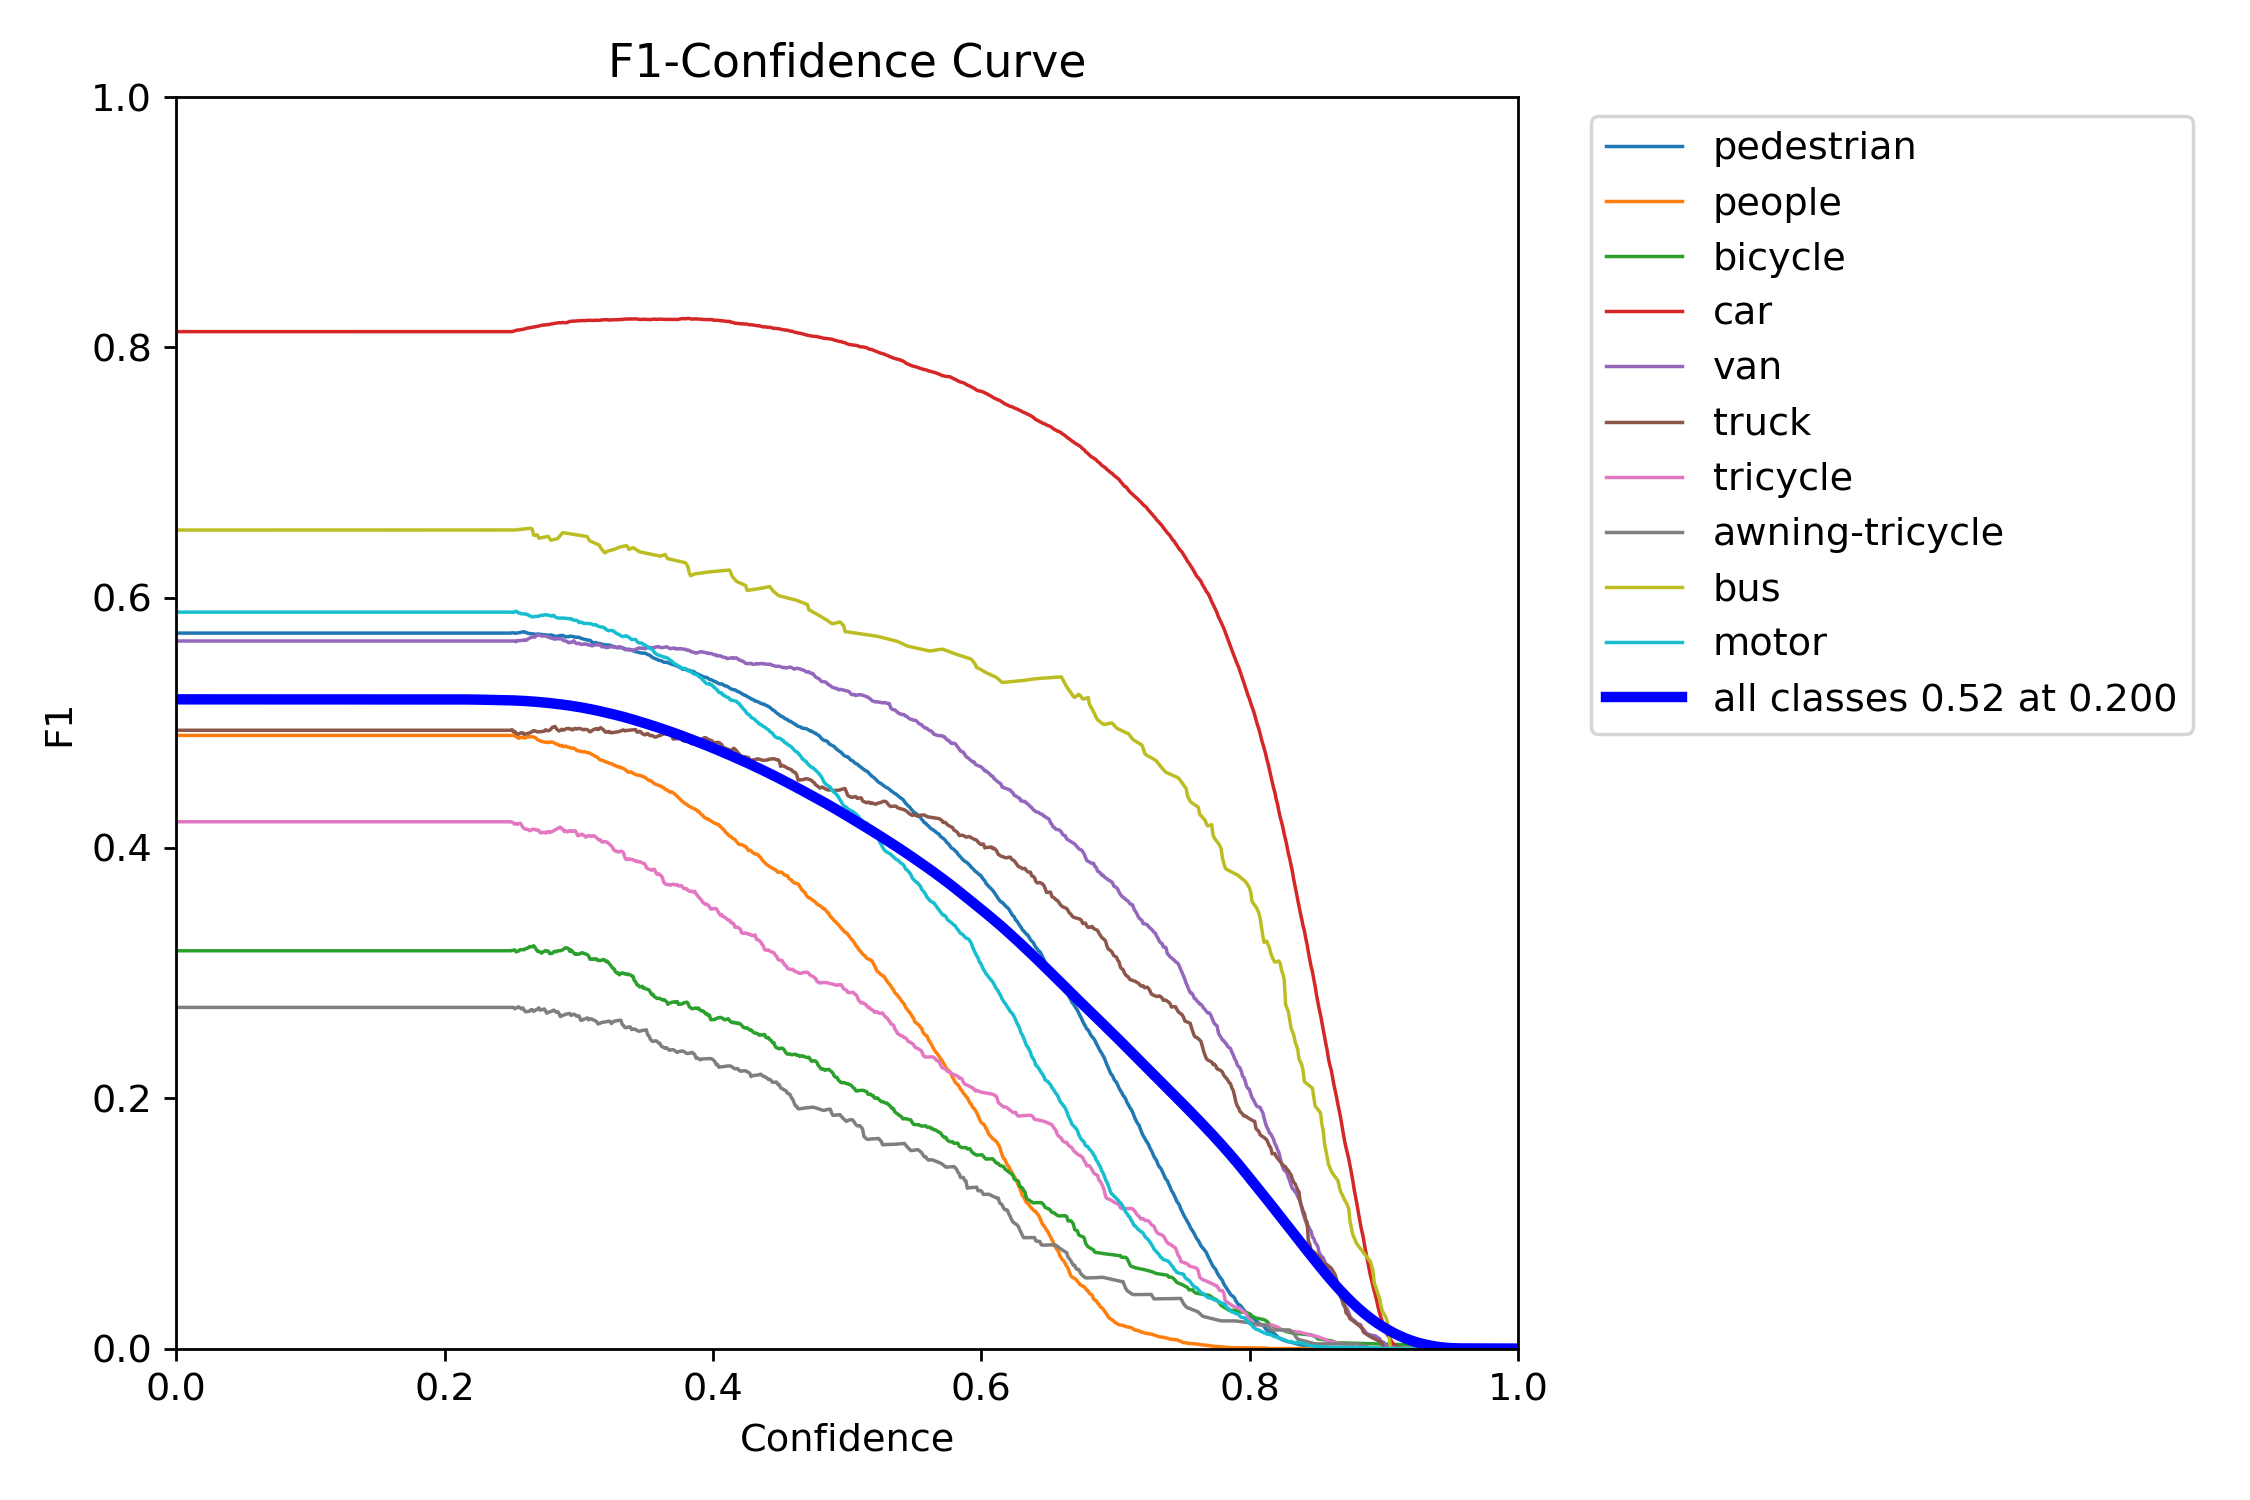 F1-Confidence Curve
1.0
0.8
0.6
0.4
0.2
0.0
F1
0.0 0.2 0.4 0.6 0.8 1.0
Confidence
pedestrian
people
bicycle
car
van
truck
tricycle
awning-tricycle
bus
motor
all classes 0.52 at 0.200